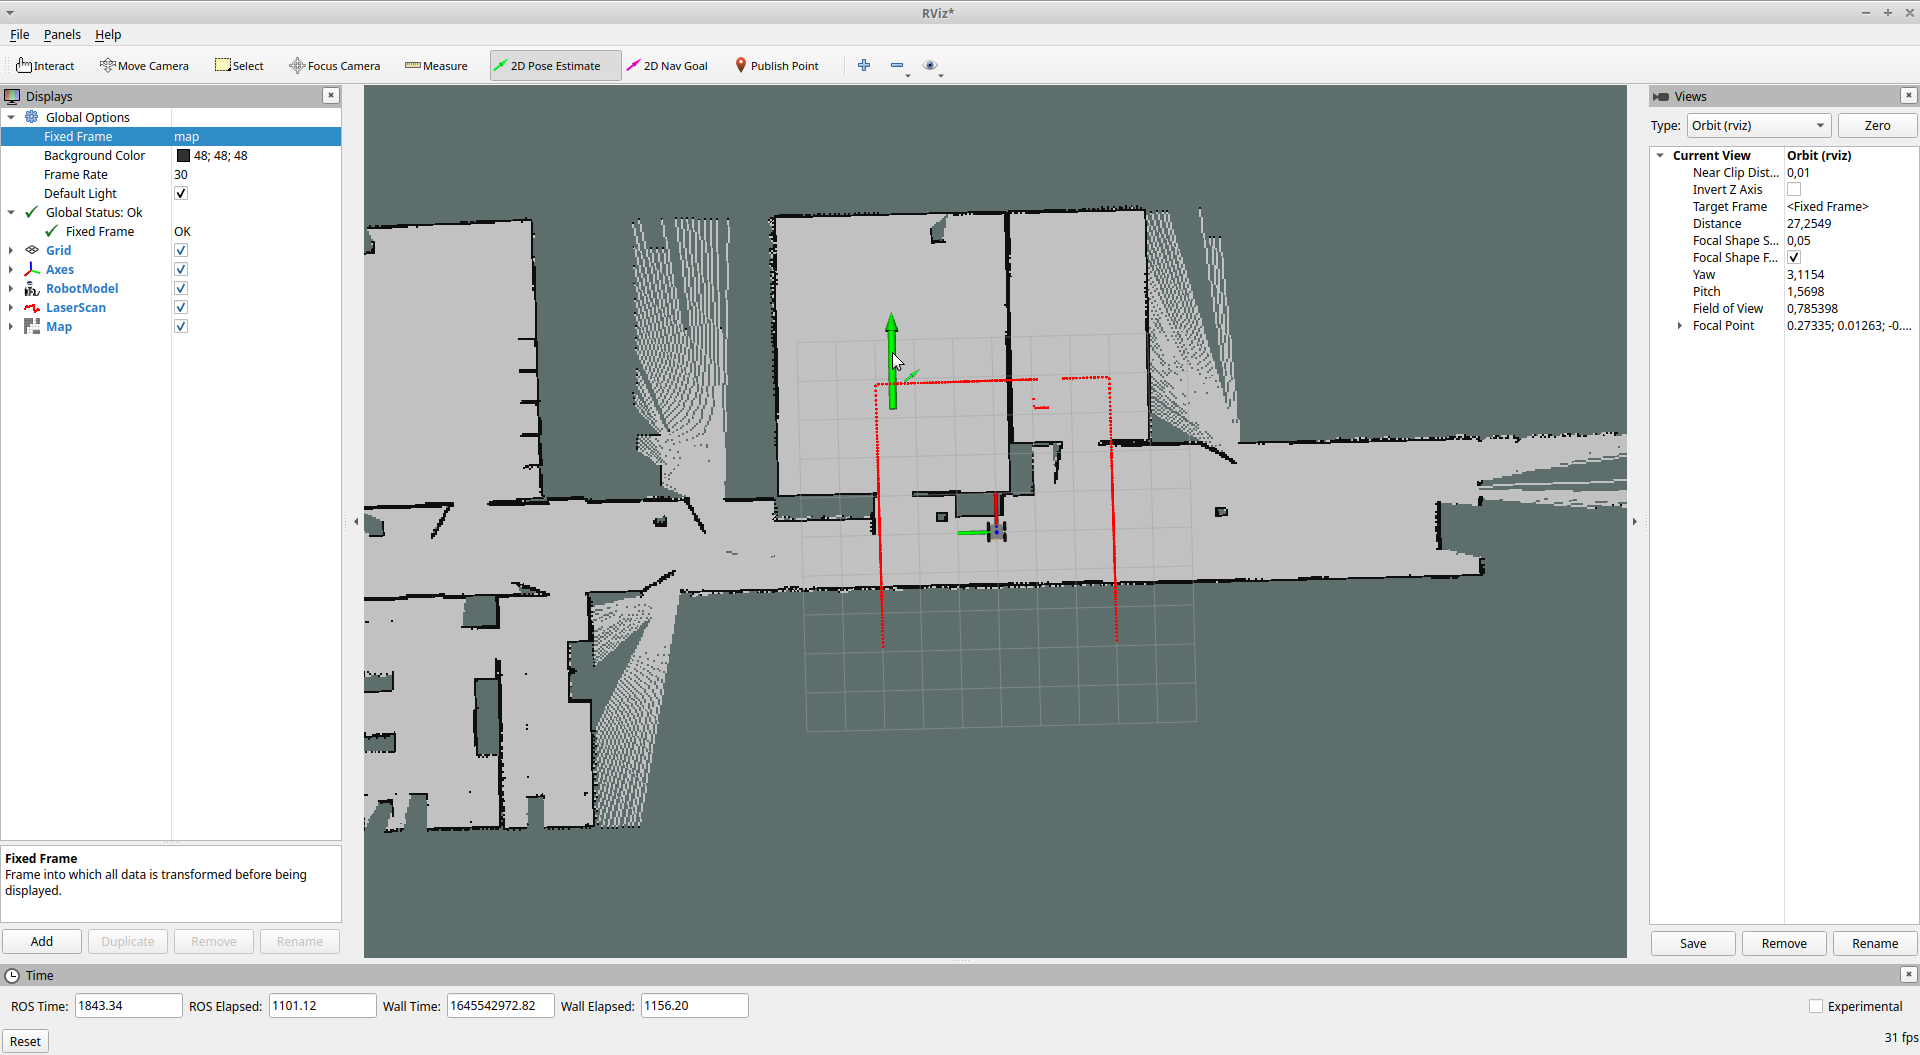 RViz*
File Panels Help
Interact Move Camera Select Focus Camera Measure 2D Pose Estimate 2D Nav Goal Publish Point
Displays
Global Options
Fixed Frame map
Background Color 48; 48; 48
Frame Rate 30
Default Light
Global Status: Ok
Fixed Frame OK
Grid
Axes
RobotModel
LaserScan
Map
Fixed Frame
Frame into which all data is transformed before being
displayed.
Add Duplicate Remove Rename
Views
Type: Orbit (rviz) Zero
Current View Orbit (rviz)
Near Clip Dist... 0,01
Invert Z Axis
Target Frame <Fixed Frame>
Distance 27,2549
Focal Shape S... 0,05
Focal Shape F...
Yaw 3,1154
Pitch 1,5698
Field of View 0,785398
Focal Point 0.27335; 0.01263; -0....
Save Remove Rename
Time
ROS Time: 1843.34 ROS Elapsed: 1101.12 Wall Time: 1645542972.82 Wall Elapsed: 1156.20 Experimental
Reset 31 fps